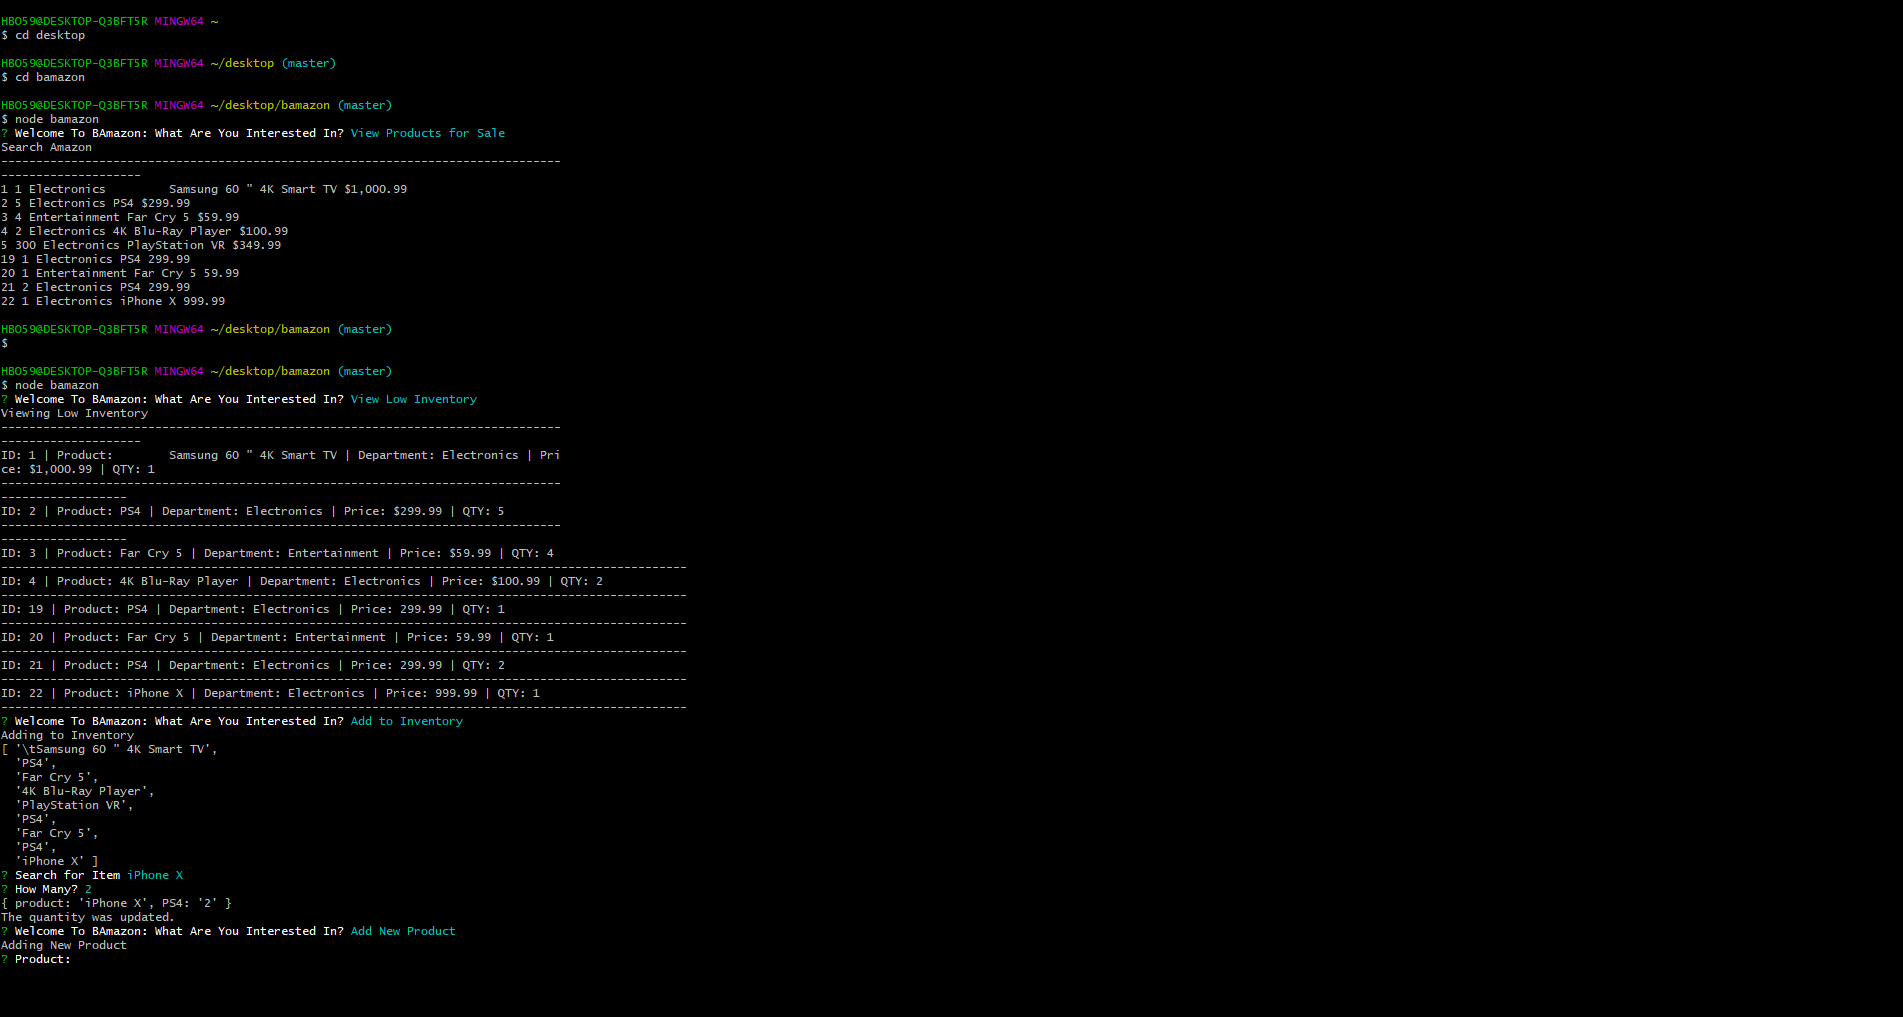 HBO59@DESKTOP-Q3BFT5R MINGW64 ~
$ cd desktop
HBO59@DESKTOP-Q3BFT5R MINGW64 ~/desktop (master)
$ cd bamazon
HBO59@DESKTOP-Q3BFT5R MINGW64 ~/desktop/bamazon (master)
$ node bamazon
? Welcome To BAmazon: What Are You Interested In? View Products for Sale
Search Amazon
--------------------------------------------------------------------------------
--------------------
1 1 Electronics         Samsung 60 " 4K Smart TV $1,000.99
2 5 Electronics PS4 $299.99
3 4 Entertainment Far Cry 5 $59.99
4 2 Electronics 4K Blu-Ray Player $100.99
5 300 Electronics PlayStation VR $349.99
19 1 Electronics PS4 299.99
20 1 Entertainment Far Cry 5 59.99
21 2 Electronics PS4 299.99
22 1 Electronics iPhone X 999.99
HBO59@DESKTOP-Q3BFT5R MINGW64 ~/desktop/bamazon (master)
$
HBO59@DESKTOP-Q3BFT5R MINGW64 ~/desktop/bamazon (master)
$ node bamazon
? Welcome To BAmazon: What Are You Interested In? View Low Inventory
Viewing Low Inventory
--------------------------------------------------------------------------------
--------------------
ID: 1 | Product:        Samsung 60 " 4K Smart TV | Department: Electronics | Pri
ce: $1,000.99 | QTY: 1
--------------------------------------------------------------------------------
------------------
ID: 2 | Product: PS4 | Department: Electronics | Price: $299.99 | QTY: 5
--------------------------------------------------------------------------------
------------------
ID: 3 | Product: Far Cry 5 | Department: Entertainment | Price: $59.99 | QTY: 4
--------------------------------------------------------------------------------------------------
ID: 4 | Product: 4K Blu-Ray Player | Department: Electronics | Price: $100.99 | QTY: 2
--------------------------------------------------------------------------------------------------
ID: 19 | Product: PS4 | Department: Electronics | Price: 299.99 | QTY: 1
--------------------------------------------------------------------------------------------------
ID: 20 | Product: Far Cry 5 | Department: Entertainment | Price: 59.99 | QTY: 1
--------------------------------------------------------------------------------------------------
ID: 21 | Product: PS4 | Department: Electronics | Price: 299.99 | QTY: 2
--------------------------------------------------------------------------------------------------
ID: 22 | Product: iPhone X | Department: Electronics | Price: 999.99 | QTY: 1
--------------------------------------------------------------------------------------------------
? Welcome To BAmazon: What Are You Interested In? Add to Inventory
Adding to Inventory
[ '\tSamsung 60 " 4K Smart TV',
  'PS4',
  'Far Cry 5',
  '4K Blu-Ray Player',
  'PlayStation VR',
  'PS4',
  'Far Cry 5',
  'PS4',
  'iPhone X' ]
? Search for Item iPhone X
? How Many? 2
{ product: 'iPhone X', PS4: '2' }
The quantity was updated.
? Welcome To BAmazon: What Are You Interested In? Add New Product
Adding New Product
? Product: